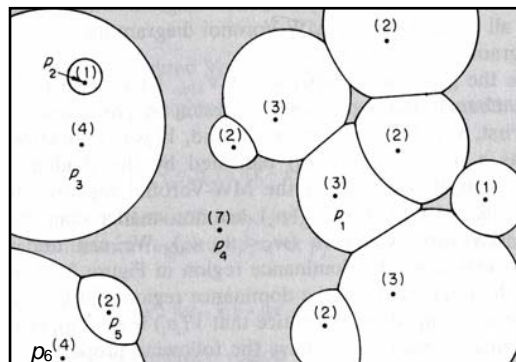 (2)
p2
(1)
(3)
(4)
(2)
(2)
p3
(3)
(1)
p1
(7)
p4
(2)
(3)
p5
(2)
p6
(4)